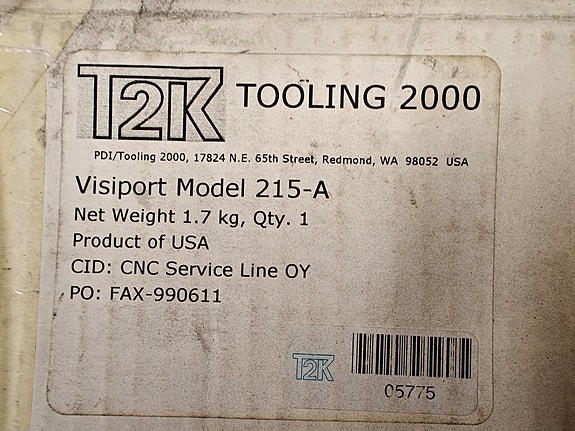 T2K TOOLING 2000
PDI/Tooling 2000, 17824 N.E. 65th Street, Redmond, WA 98052 USA
Visiport Model 215-A
Net Weight 1.7 kg, Qty. 1
Product of USA
CID: CNC Service Line OY
PO: FAX-990611
T2K
05775